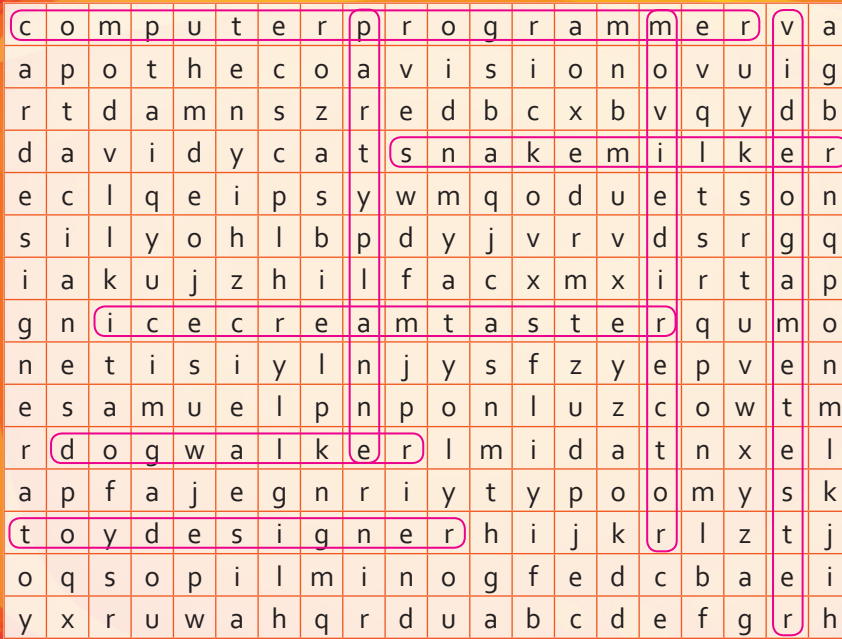 c o m p u t e r p r o g r a m m e r v a
a p o t h e c o a v i s i o n o v u i g
r t d a m n s z r e d b c x b v q y d b
d a v i d y c a t s n a k e m i l k e r
e c l q e i p s y w m q o d u e t s o n
s i l y o h l b p d y j v r v d s r g q
i a k u j z h i l f a c x m x i r t a p
g n i c e c r e a m t a s t e r q u m o
n e t i s i y l n j y s f z y e p v e n
e s a m u e l p n p o n l u z c o w t m
r d o g w a l k e r l m i d a t n x e l
a p f a j e g n r i y t y p o o m y s k
t o y d e s i g n e r h i j k r l z t j
o q s o p i l m i n o g f e d c b a e i
y x r u w a h q r d u a b c d e f g r h